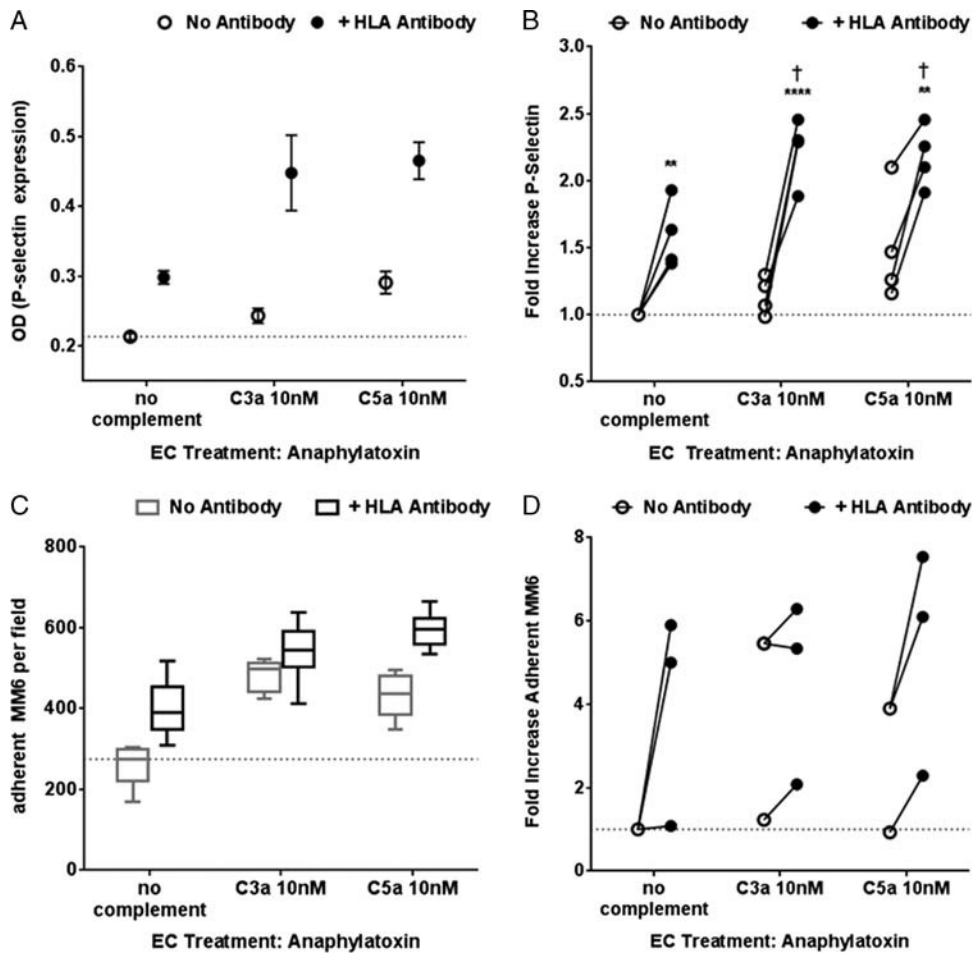 A
No Antibody
+ HLA Antibody
OD (P-selectin expression)
0.6
0.5
0.4
0.3
0.2
no complement
C3a 10nM
C5a 10nM
EC Treatment: Anaphylatoxin
B
No Antibody
+ HLA Antibody
Fold Increase P-Selectin
3.0
2.5
2.0
1.5
1.0
0.5
**
†
****
†
**
no complement
C3a 10nM
C5a 10nM
EC Treatment: Anaphylatoxin
C
No Antibody
+ HLA Antibody
adherent MM6 per field
800
600
400
200
0
no complement
C3a 10nM
C5a 10nM
EC Treatment: Anaphylatoxin
D
No Antibody
+ HLA Antibody
Fold Increase Adherent MM6
8
6
4
2
0
no complement
C3a 10nM
C5a 10nM
EC Treatment: Anaphylatoxin